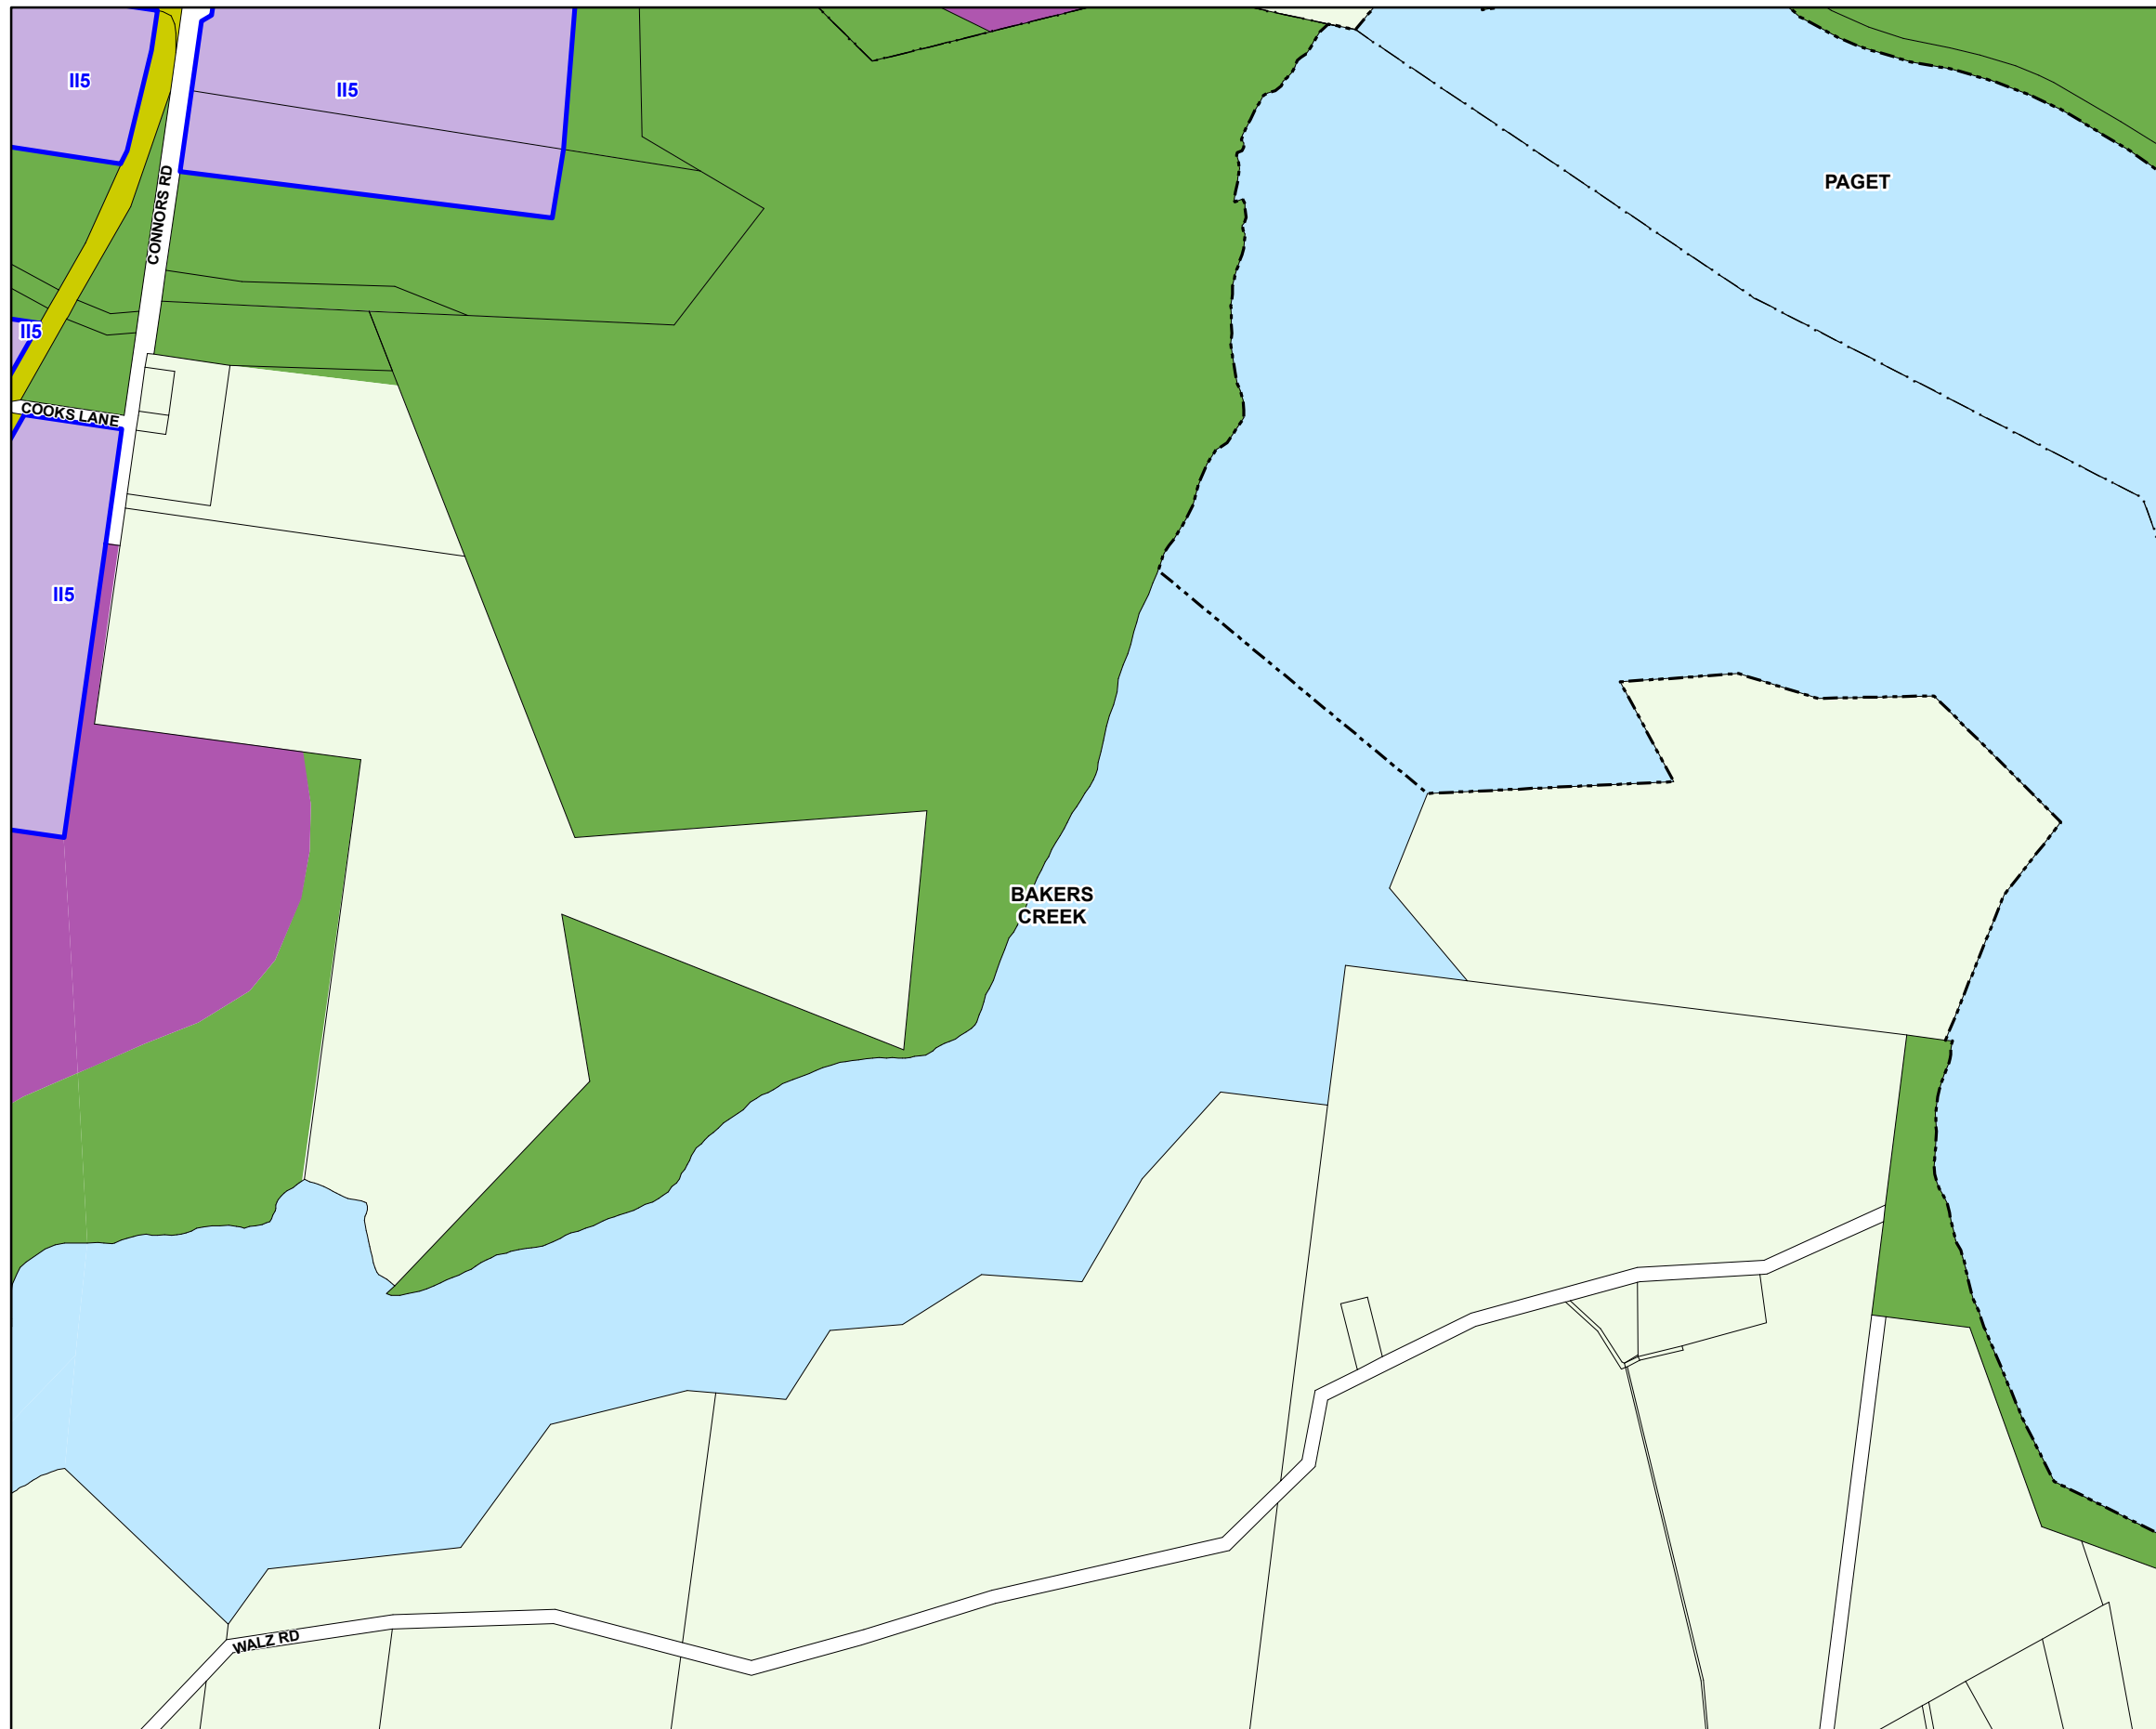 II5
II5
PAGET
CONNORS RD
II5
COOKS LANE
II5
BAKERS
CREEK
WALZ RD